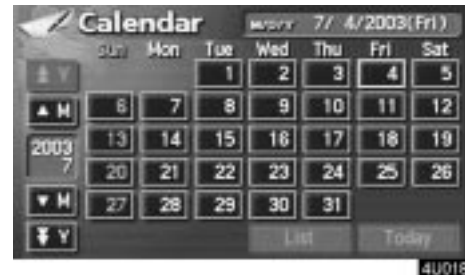 Calendar M/D/Y 7/ 4/2003(Fri)
Sun Mon Tue Wed Thu Fri Sat
Y 1 2 3 4 5
M 6 7 8 9 10 11 12
2003 13 14 15 16 17 18 19
7 20 21 22 23 24 25 26
M 27 28 29 30 31
Y List Today
4U018